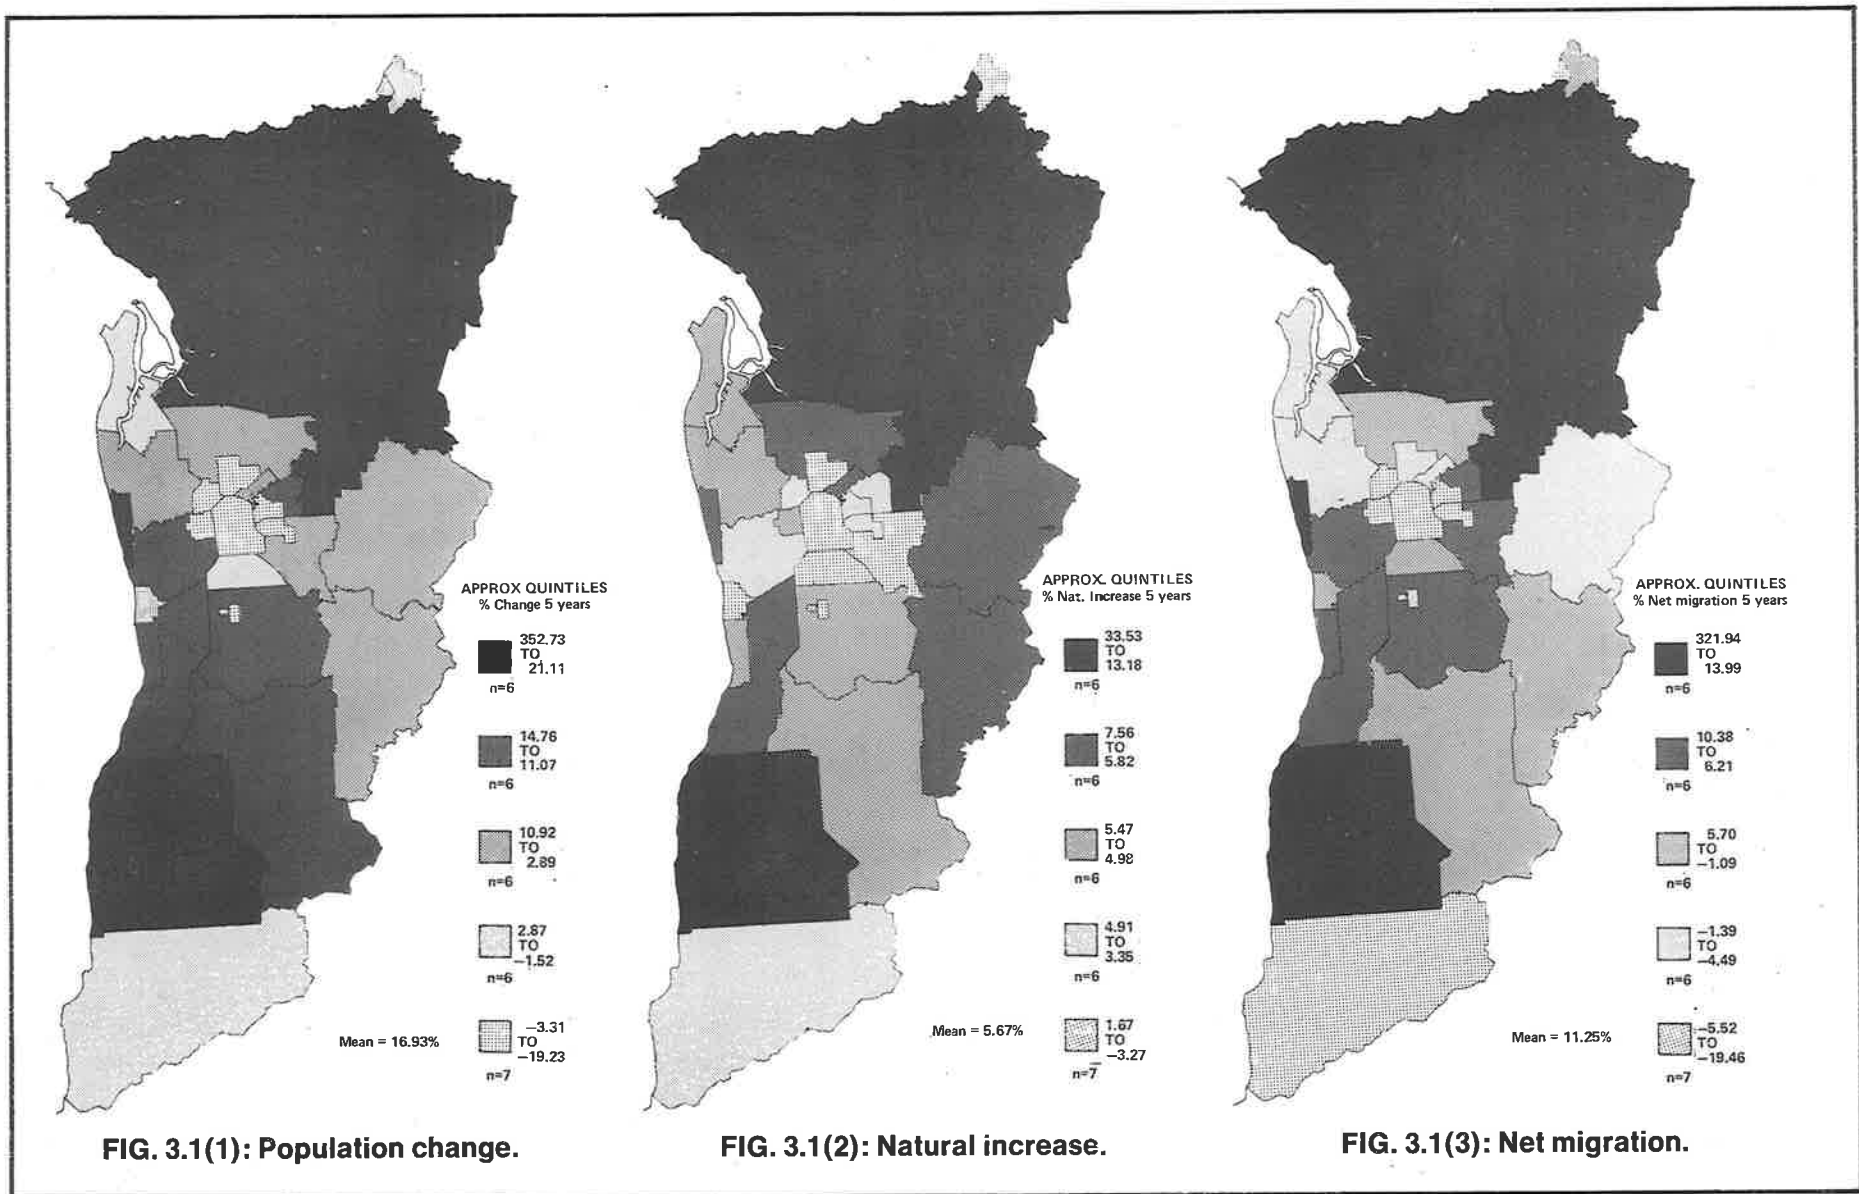 APPROX QUINTILES
% Change 5 years
352.73
TO
21.11
n=6
14.76
TO
11.07
n=6
10.92
TO
2.89
n=6
2.87
TO
−1.52
n=6
−3.31
TO
−19.23
n=7
Mean = 16.93%
FIG. 3.1(1): Population change.
APPROX. QUINTILES
% Nat. Increase 5 years
33.53
TO
13.18
n=6
7.56
TO
5.82
n=6
5.47
TO
4.98
n=6
4.91
TO
3.35
n=6
1.67
TO
−3.27
n=7
Mean = 5.67%
FIG. 3.1(2): Natural increase.
APPROX. QUINTILES
% Net migration 5 years
321.94
TO
13.99
n=6
10.38
TO
6.21
n=6
5.70
TO
−1.09
n=6
−1.39
TO
−4.49
n=6
−5.52
TO
−19.46
n=7
Mean = 11.25%
FIG. 3.1(3): Net migration.